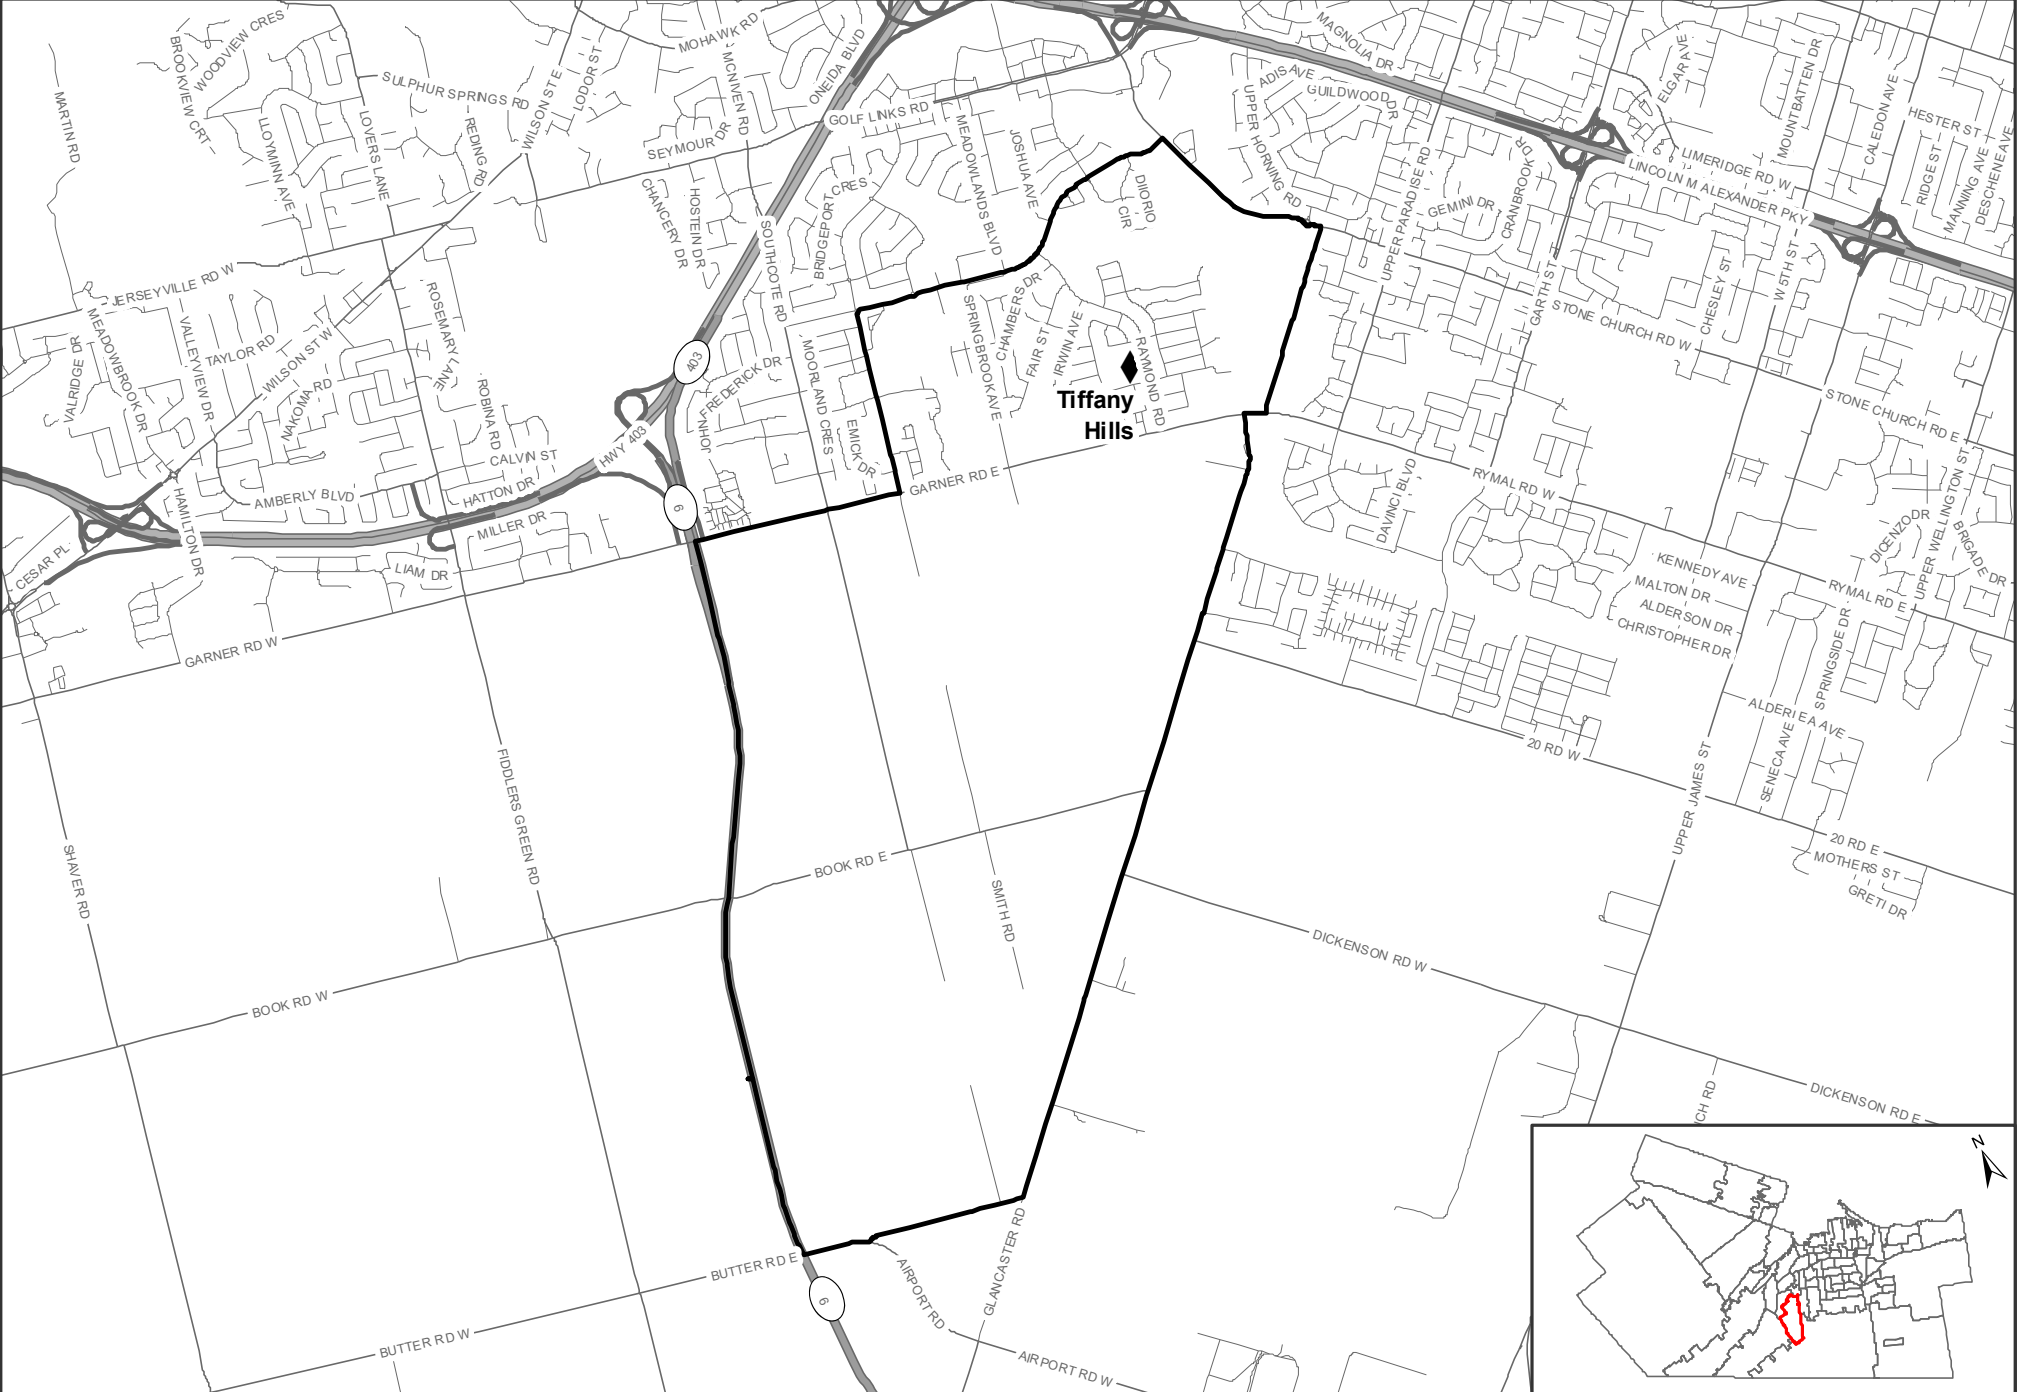 MARTIN RD
BROOKVIEW CRT
WOODVIEW CRES
SULPHUR SPRINGS RD
LLOYMINN AVE
LOVERS LANE
REDING RD
WILSON ST E
LODOR ST
MOHAWK RD
MCNIVEN RD
SEYMOUR DR
ONEIDA BLVD
GOLF LINKS RD
MAGNOLIA DR
ADIS AVE
GUILDWOOD DR
UPPER HORNING RD
ELGAR AVE
MOUNTBATTEN DR
CALEDON AVE
HESTER ST
RIDGE ST
MANNING AVE
DESCHENE AVE
LIMERIDGE RD W
LINCOLN M ALEXANDER PKY
CHANCERY DR
HOSTEIN DR
SOUTHCOTE RD
BRIDGEPORT CRES
MEADOWLANDS BLVD
JOSHUA AVE
DIIORIO CIR
UPPER PARADISE RD
GEMINI DR
CRANBROOK DR
GARTH ST
CHESLEY ST
W 5TH ST
STONE CHURCH RD W
STONE CHURCH RD E
JERSEYVILLE RD W
MEADOWBROOK DR
VALRIDGE DR
VALLEYVIEW DR
TAYLOR RD
WILSON ST W
NAKOMA RD
ROSEMARY LANE
ROBINA RD
CALVIN ST
403
FREDERICK DR
MOORLAND CRES
EMICK DR
SPRINGBROOK AVE
CHAMBERS DR
FAIR ST
IRWIN AVE
RAYMOND RD
Tiffany
Hills
HWY 403
HATTON DR
AMBERLY BLVD
MILLER DR
HAMILTON DR
CESAR PL
LIAM DR
6
GARNER RD E
GARNER RD W
DAVINCI BLVD
RYMAL RD W
RYMAL RD E
KENNEDY AVE
MALTON DR
ALDERSON DR
CHRISTOPHER DR
DICENZO DR
UPPER WELLINGTON ST
BRIGADE DR
SPRINGSIDE DR
SENECA AVE
20 RD W
20 RD E
MOTHERS ST
GRETI DR
UPPER JAMES ST
FIDDLERS GREEN RD
SHAVER RD
BOOK RD E
BOOK RD W
SMITH RD
DICKENSON RD W
DICKENSON RD E
BUTTER RD E
BUTTER RD W
6
AIRPORT RD
GLANCASTER RD
AIRPORT RD W
N